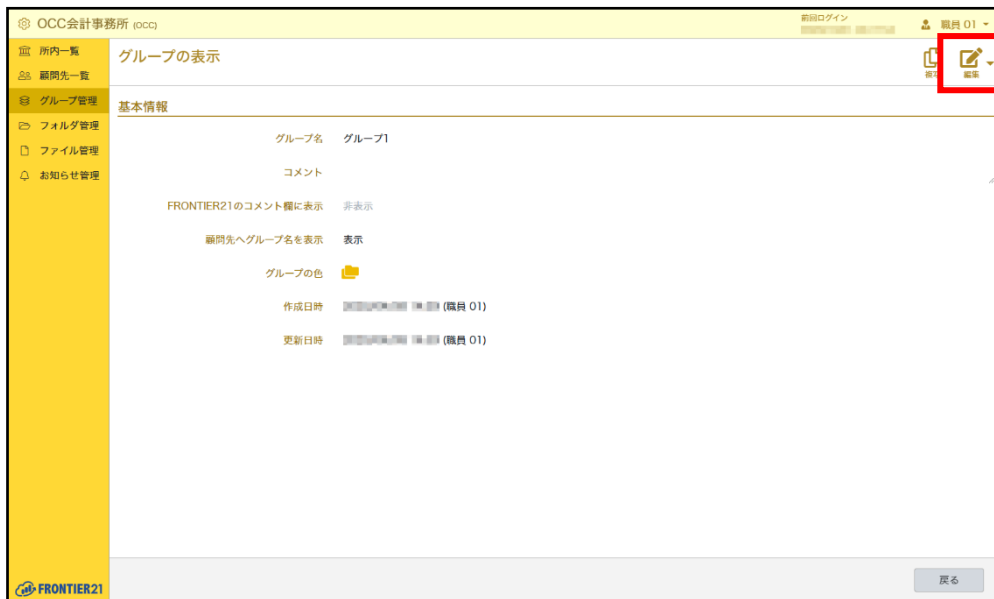 OCC会計事務所 (OCC)
前回ログイン
職員 01
所内一覧
顧問先一覧
グループ管理
フォルダ管理
ファイル管理
お知らせ管理
グループの表示
編集
基本情報
グループ名 グループ1
コメント
FRONTIER21のコメント欄に表示 非表示
顧問先へグループ名を表示 表示
グループの色
作成日時 (職員 01)
更新日時 (職員 01)
戻る
FRONTIER21